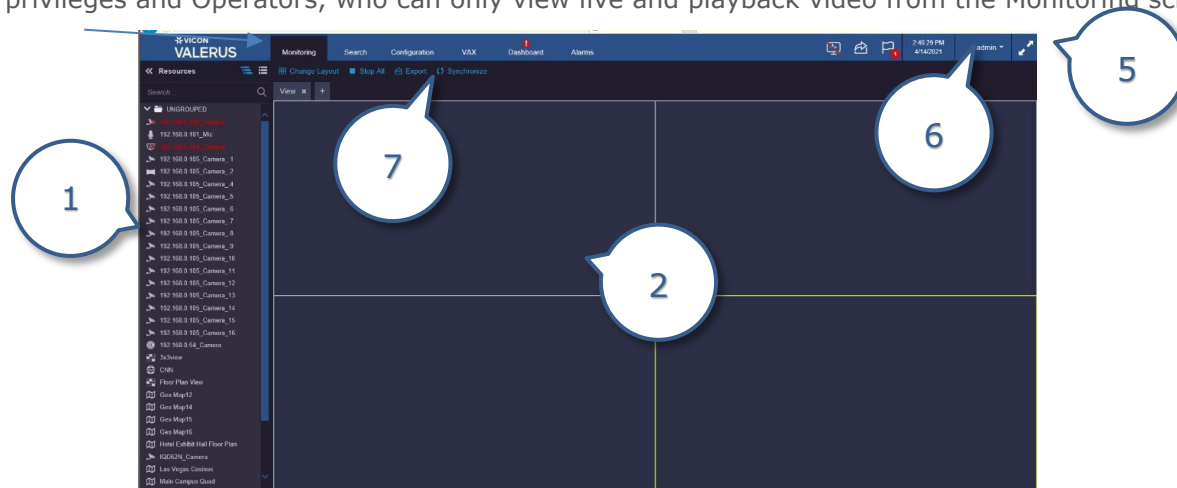 privileges and Operators, who can only view live and playback video from the Monitoring sc
VICON
VALERUS
Monitoring Search Configuration VAX Dashboard Alarms
2:45:29 PM
4/14/2021
admin
5
Resources
Change Layout Stop All Export Synchronize
Search...
View × +
UNGROUPED
192.168.0.101_Mic
192.168.0.105_Camera_1
192.168.0.105_Camera_2
192.168.0.105_Camera_4
192.168.0.105_Camera_5
192.168.0.105_Camera_6
192.168.0.105_Camera_7
192.168.0.105_Camera_8
192.168.0.105_Camera_9
192.168.0.105_Camera_10
192.168.0.105_Camera_11
192.168.0.105_Camera_12
192.168.0.105_Camera_13
192.168.0.105_Camera_14
192.168.0.105_Camera_15
192.168.0.105_Camera_16
192.168.0.54_Camera
3x3view
CNN
Floor Plan View
Geo Map12
Geo Map14
Geo Map15
Geo Map16
Hotel Exhibit Hall Floor Plan
IQD62N_Camera
Las Vegas Casinos
Main Campus Quad
6
7
1
2